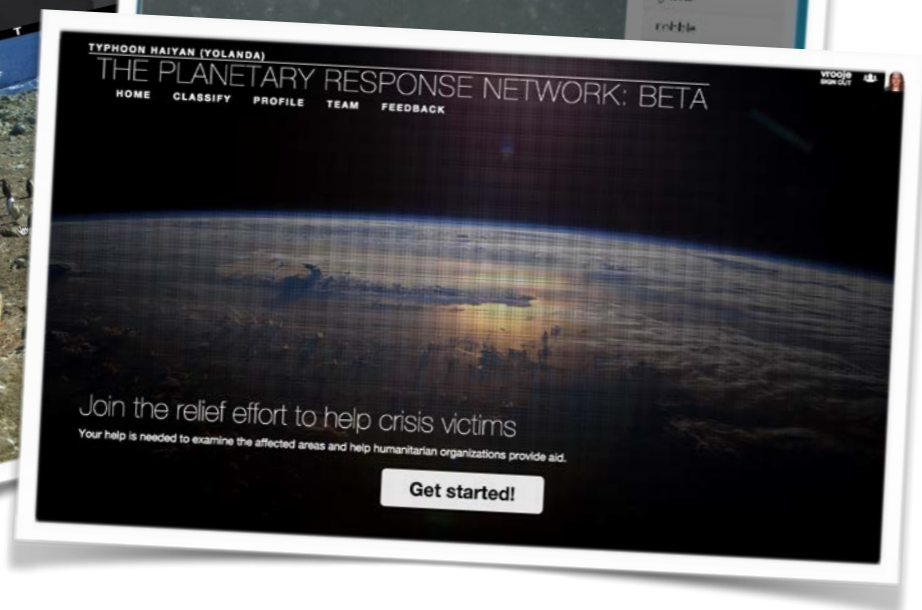 cobble
TYPHOON HAIYAN (YOLANDA)
THE PLANETARY RESPONSE NETWORK: BETA
vrooje
SIGN OUT
HOME CLASSIFY PROFILE TEAM FEEDBACK
Join the relief effort to help crisis victims
Your help is needed to examine the affected areas and help humanitarian organizations provide aid.
Get started!